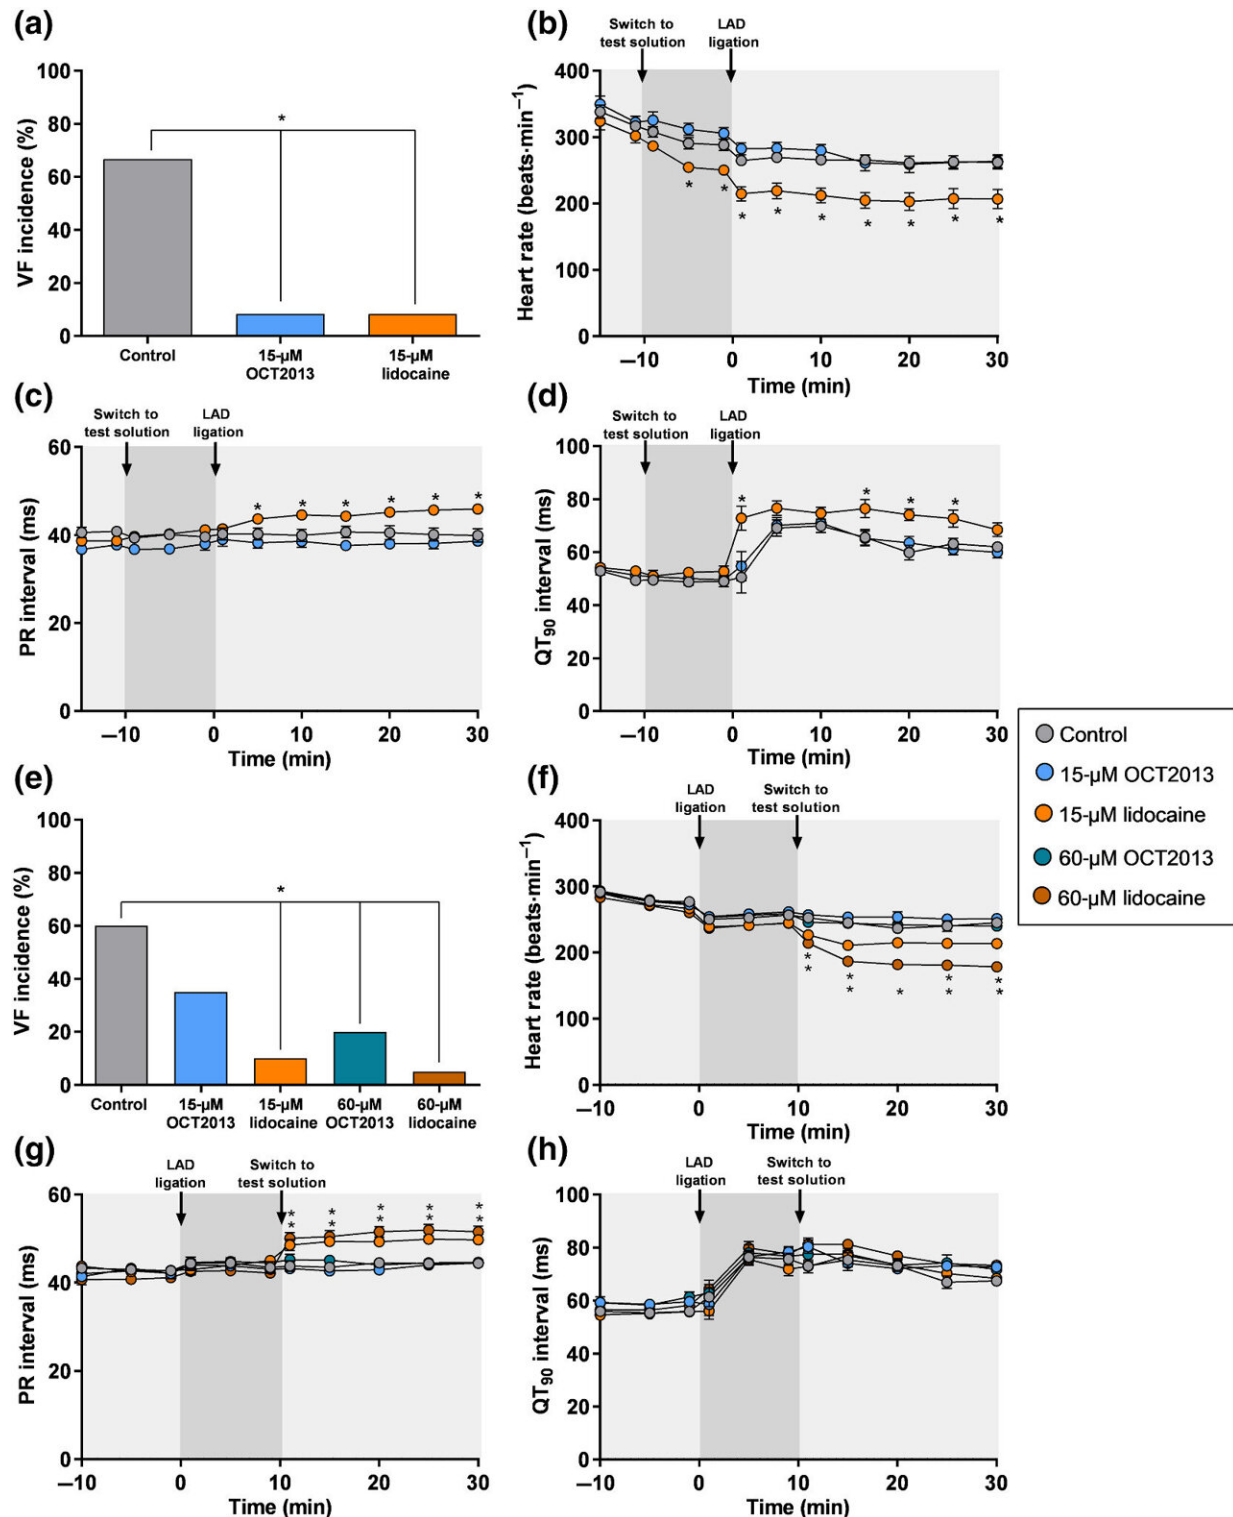 (a)
VF incidence (%)
100
80
60
40
20
0
*
Control
15-μM
OCT2013
15-μM
lidocaine
(b)
Switch to
test solution
LAD
ligation
Heart rate (beats·min⁻¹)
400
300
200
100
0
* * * * * * * * *
–10 0 10 20 30
Time (min)
(c)
Switch to
test solution
LAD
ligation
PR interval (ms)
60
40
20
0
* * * * * *
–10 0 10 20 30
Time (min)
(d)
Switch to
test solution
LAD
ligation
QT₉₀ interval (ms)
100
80
60
40
20
0
* * * *
–10 0 10 20 30
Time (min)
Control
15-μM OCT2013
15-μM lidocaine
60-μM OCT2013
60-μM lidocaine
(e)
VF incidence (%)
100
80
60
40
20
0
*
Control
15-μM
OCT2013
15-μM
lidocaine
60-μM
OCT2013
60-μM
lidocaine
(f)
LAD
ligation
Switch to
test solution
Heart rate (beats·min⁻¹)
400
300
200
100
0
* * * *
* * * * *
–10 0 10 20 30
Time (min)
(g)
LAD
ligation
Switch to
test solution
PR interval (ms)
60
40
20
0
* * * * *
* * * * *
–10 0 10 20 30
Time (min)
(h)
LAD
ligation
Switch to
test solution
QT₉₀ interval (ms)
100
80
60
40
20
0
–10 0 10 20 30
Time (min)